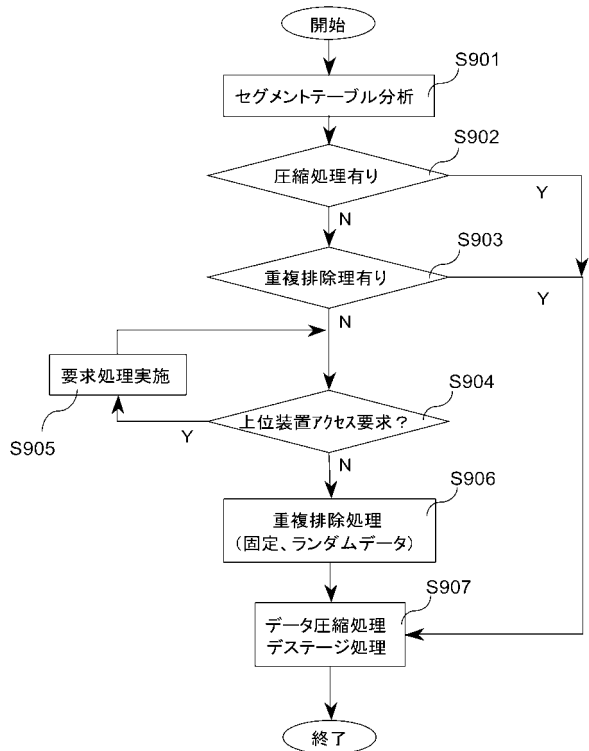 開始
S901
セグメントテーブル分析
S902
圧縮処理有り
Y
N
S903
重複排除理有り
Y
N
要求処理実施
S904
上位装置アクセス要求？
S905
Y
N
S906
重複排除処理
(固定、ランダムデータ)
S907
データ圧縮処理
デステージ処理
終了